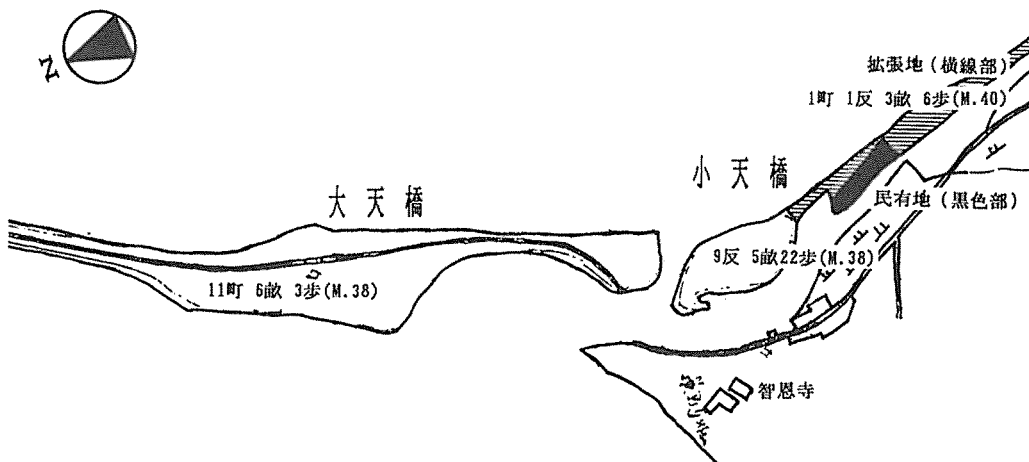 N
拡張地(横線部)
1町 1反 3畝 6歩(M.40)
小天橋
大天橋
民有地(黒色部)
9反 5畝22歩(M.38)
11町 6畝 3歩(M.38)
智恩寺